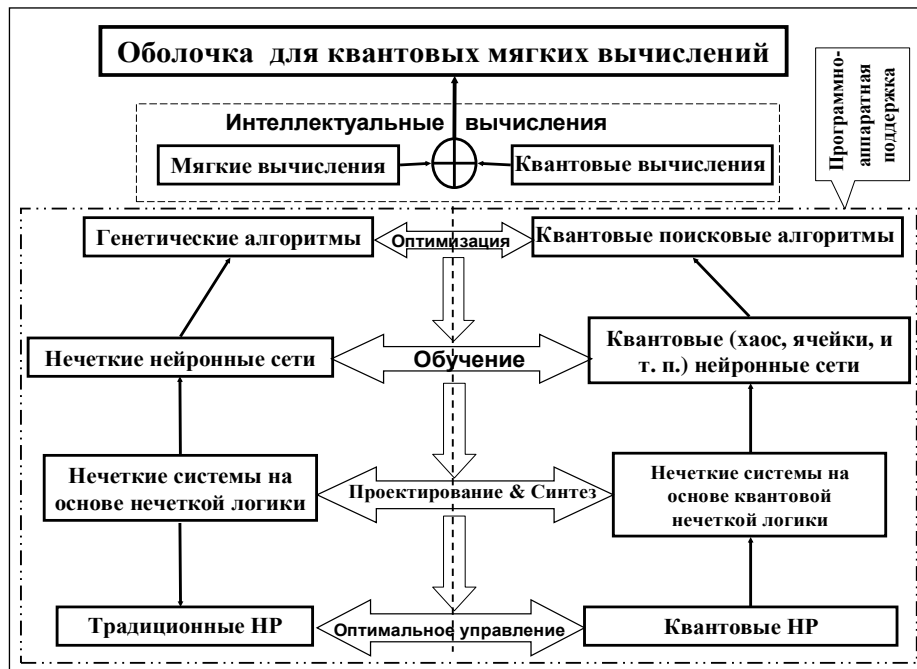 Оболочка для квантовых мягких вычислений
Программно-
аппаратная
поддержка
Интеллектуальные вычисления
Мягкие вычисления
Квантовые вычисления
Генетические алгоритмы
Оптимизация
Квантовые поисковые алгоритмы
Нечеткие нейронные сети
Обучение
Квантовые (хаос, ячейки, и
т. п.) нейронные сети
Нечеткие системы на
основе нечеткой логики
Проектирование & Синтез
Нечеткие системы на
основе квантовой
нечеткой логики
Традиционные НР
Оптимальное управление
Квантовые НР